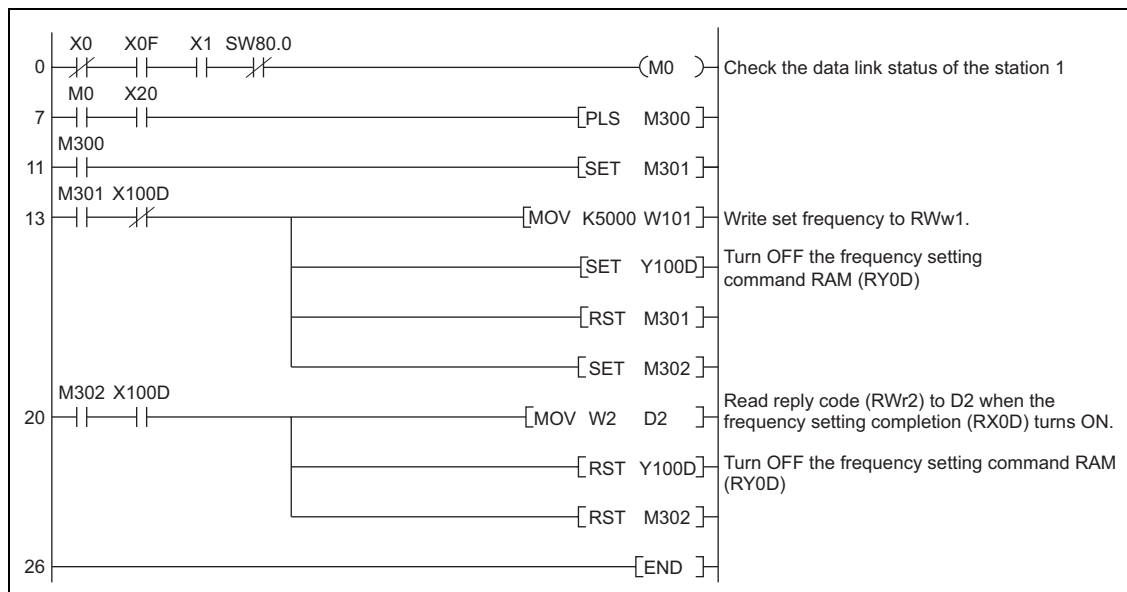 X0 X0F X1 SW80.0
0 M0 Check the data link status of the station 1
M0 X20
7 PLS M300
M300
11 SET M301
M301 X100D
13 MOV K5000 W101 Write set frequency to RWw1.
SET Y100D Turn OFF the frequency setting
command RAM (RY0D)
RST M301
SET M302
M302 X100D
20 MOV W2 D2 Read reply code (RWr2) to D2 when the
frequency setting completion (RX0D) turns ON.
RST Y100D Turn OFF the frequency setting command RAM
(RY0D)
RST M302
26 END